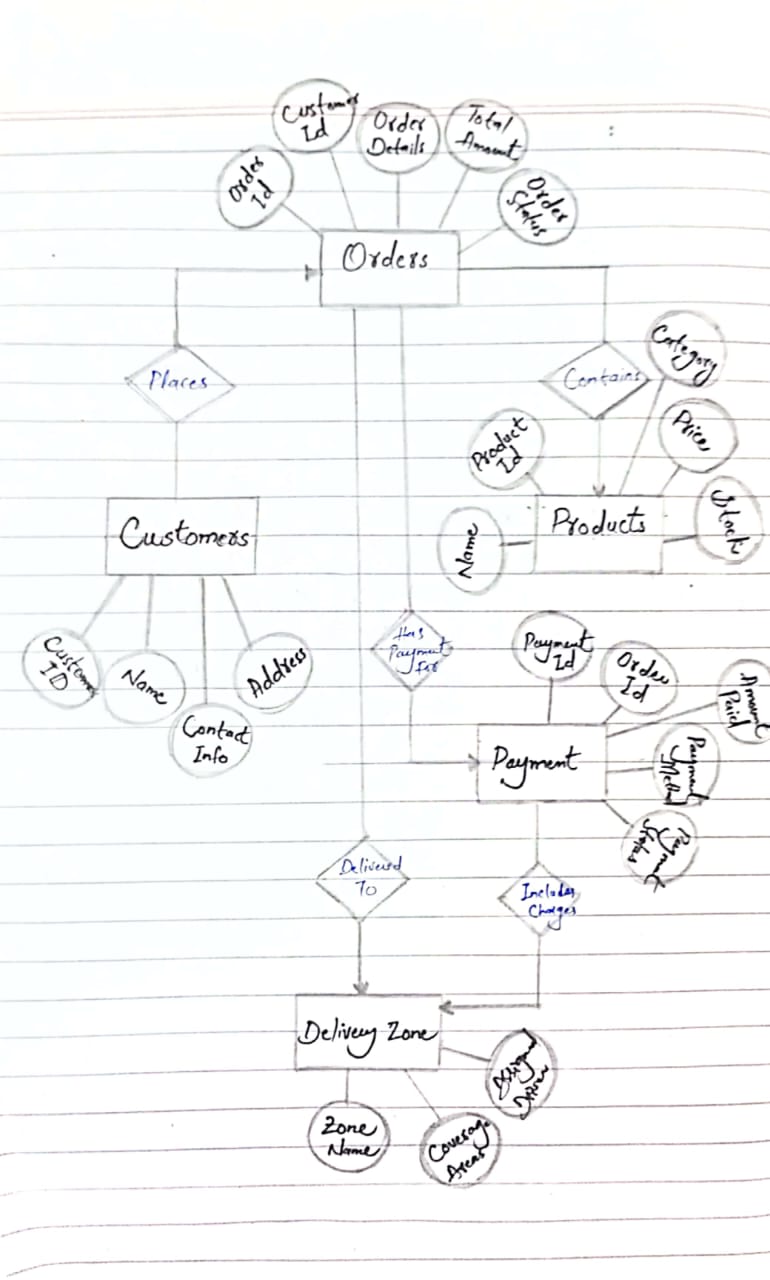 Customer
Id
Order
Details
Total
Amount
Order
Id
Order
Status
Orders
Places
Contains
Category
Product
Id
Price
Name
Products
Stock
Customers
Customer
ID
Name
Contact
Info
Address
Has
Payment
For
Payment
Id
Order
Id
Amount
Paid
Payment
Payment
Method
Payment
Status
Delivered
To
Includes
Charges
Delivery Zone
Assigned
Driver
Zone
Name
Coverage
Areas